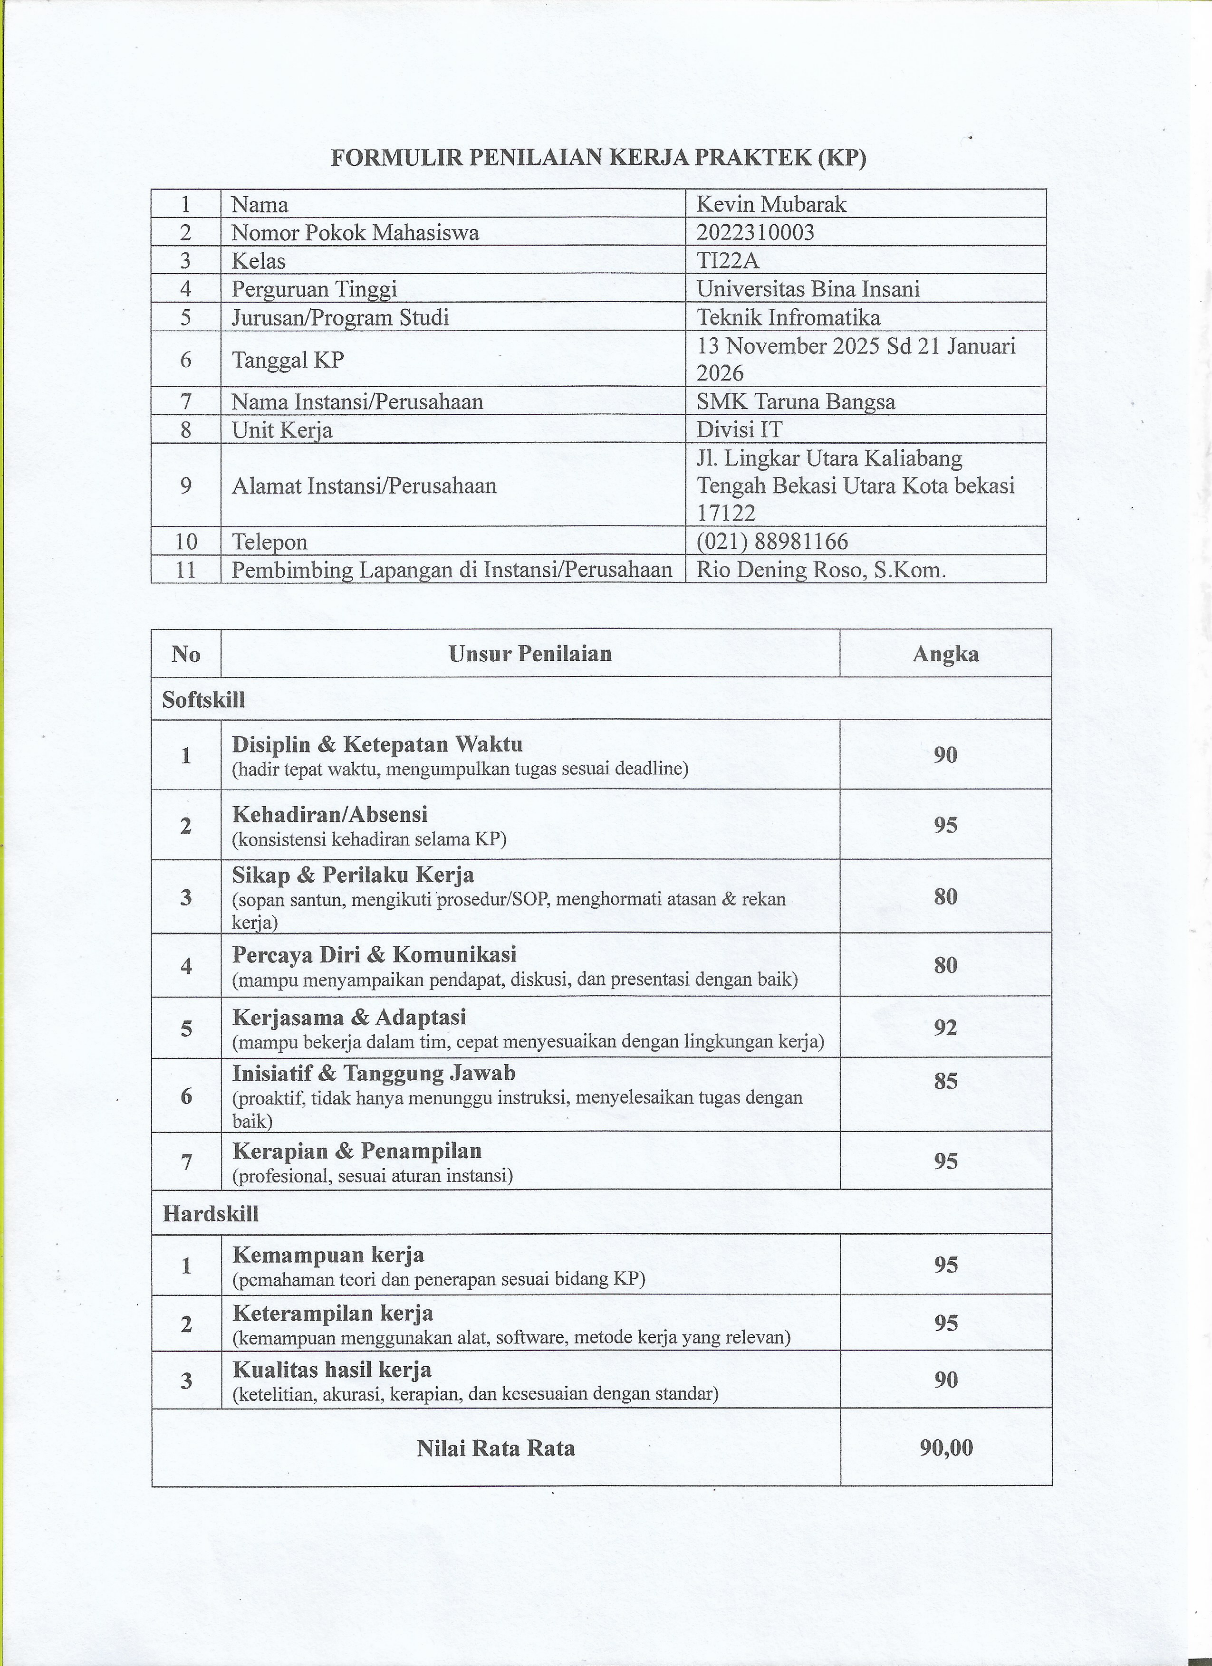 FORMULIR PENILAIAN KERJA PRAKTEK (KP)
1 Nama Kevin Mubarak
2 Nomor Pokok Mahasiswa 2022310003
3 Kelas TI22A
4 Perguruan Tinggi Universitas Bina Insani
5 Jurusan/Program Studi Teknik Infromatika
6 Tanggal KP 13 November 2025 Sd 21 Januari
2026
7 Nama Instansi/Perusahaan SMK Taruna Bangsa
8 Unit Kerja Divisi IT
9 Alamat Instansi/Perusahaan Jl. Lingkar Utara Kaliabang
Tengah Bekasi Utara Kota bekasi
17122
10 Telepon (021) 88981166
11 Pembimbing Lapangan di Instansi/Perusahaan Rio Dening Roso, S.Kom.
No Unsur Penilaian Angka
Softskill
1 Disiplin & Ketepatan Waktu 90
(hadir tepat waktu, mengumpulkan tugas sesuai deadline)
2 Kehadiran/Absensi 95
(konsistensi kehadiran selama KP)
3 Sikap & Perilaku Kerja 80
(sopan santun, mengikuti prosedur/SOP, menghormati atasan & rekan
kerja)
4 Percaya Diri & Komunikasi 80
(mampu menyampaikan pendapat, diskusi, dan presentasi dengan baik)
5 Kerjasama & Adaptasi 92
(mampu bekerja dalam tim, cepat menyesuaikan dengan lingkungan kerja)
6 Inisiatif & Tanggung Jawab 85
(proaktif, tidak hanya menunggu instruksi, menyelesaikan tugas dengan
baik)
7 Kerapian & Penampilan 95
(profesional, sesuai aturan instansi)
Hardskill
1 Kemampuan kerja 95
(pemahaman teori dan penerapan sesuai bidang KP)
2 Keterampilan kerja 95
(kemampuan menggunakan alat, software, metode kerja yang relevan)
3 Kualitas hasil kerja 90
(ketelitian, akurasi, kerapian, dan kesesuaian dengan standar)
Nilai Rata Rata 90,00